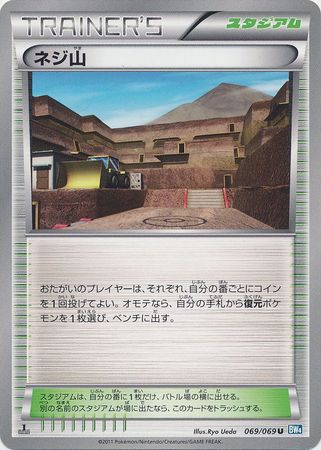 TRAINER'S
スタジアム
ネジ山
おたがいのプレイヤーは、それぞれ、自分の番ごとにコイン
を1回投げてよい。オモテなら、自分の手札から復元ポケ
モンを1枚選び、ベンチに出す。
スタジアムは、自分の番に1枚だけ、バトル場の横に出せる。
別の名前のスタジアムが場に出たなら、このカードをトラッシュする。
1
Illus.Ryo Ueda
069/069 U
BW4
©2011 Pokémon/Nintendo/Creatures/GAME FREAK.